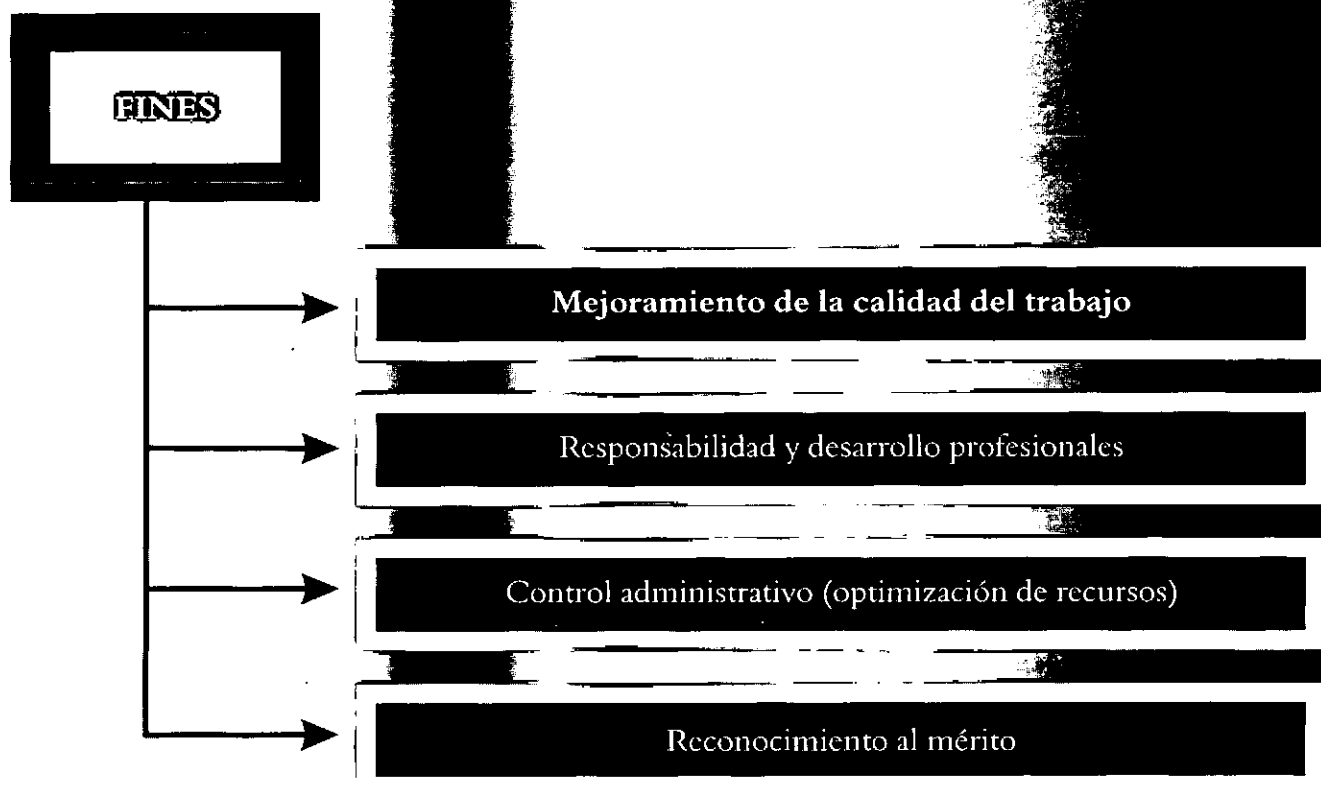 FINES
Mejoramiento de la calidad del trabajo
Responsabilidad y desarrollo profesionales
Control administrativo (optimización de recursos)
Reconocimiento al mérito